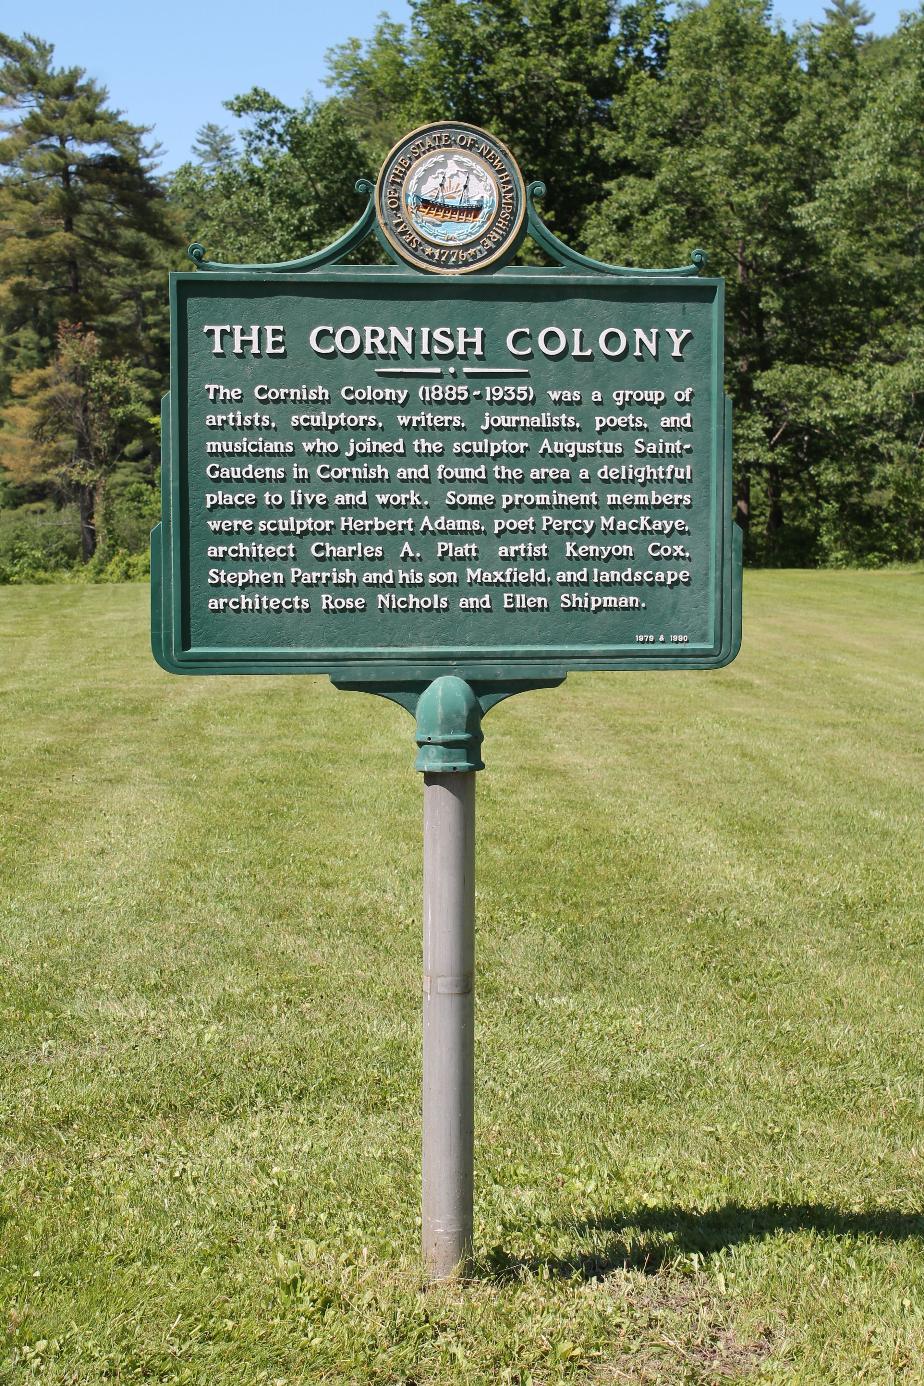 SEAL · OF · THE · STATE · OF · NEW HAMPSHIRE
★ 1776 ★
THE CORNISH COLONY
The Cornish Colony (1885-1935) was a group of
artists, sculptors, writers, journalists, poets, and
musicians who joined the sculptor Augustus Saint-
Gaudens in Cornish and found the area a delightful
place to live and work. Some prominent members
were sculptor Herbert Adams, poet Percy MacKaye,
architect Charles A. Platt artist Kenyon Cox,
Stephen Parrish and his son Maxfield, and landscape
architects Rose Nichols and Ellen Shipman.
1979 & 1990